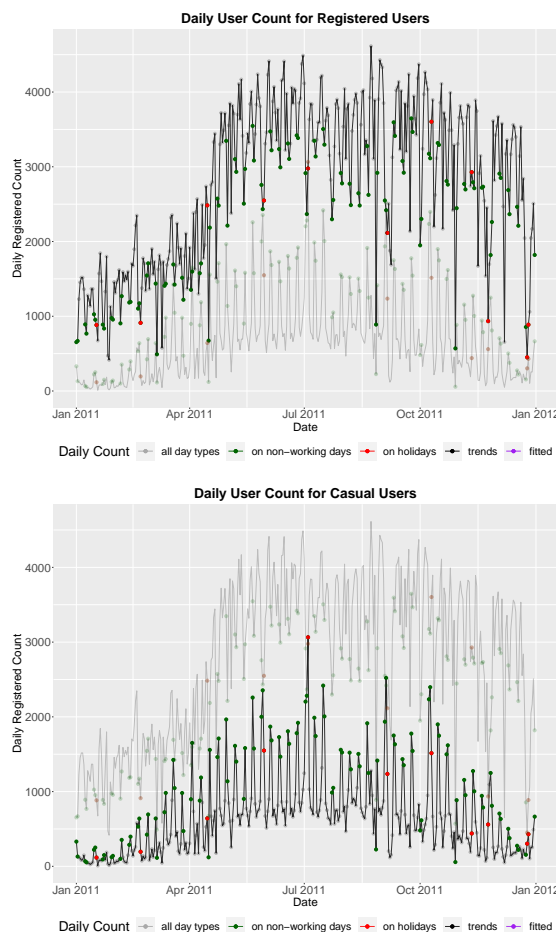 Daily User Count for Registered Users
Daily Registered Count
4000
3000
2000
1000
0
Jan 2011 Apr 2011 Jul 2011 Oct 2011 Jan 2012
Date
Daily Count all day types on non−working days on holidays trends fitted
Daily User Count for Casual Users
Daily Registered Count
4000
3000
2000
1000
0
Jan 2011 Apr 2011 Jul 2011 Oct 2011 Jan 2012
Date
Daily Count all day types on non−working days on holidays trends fitted